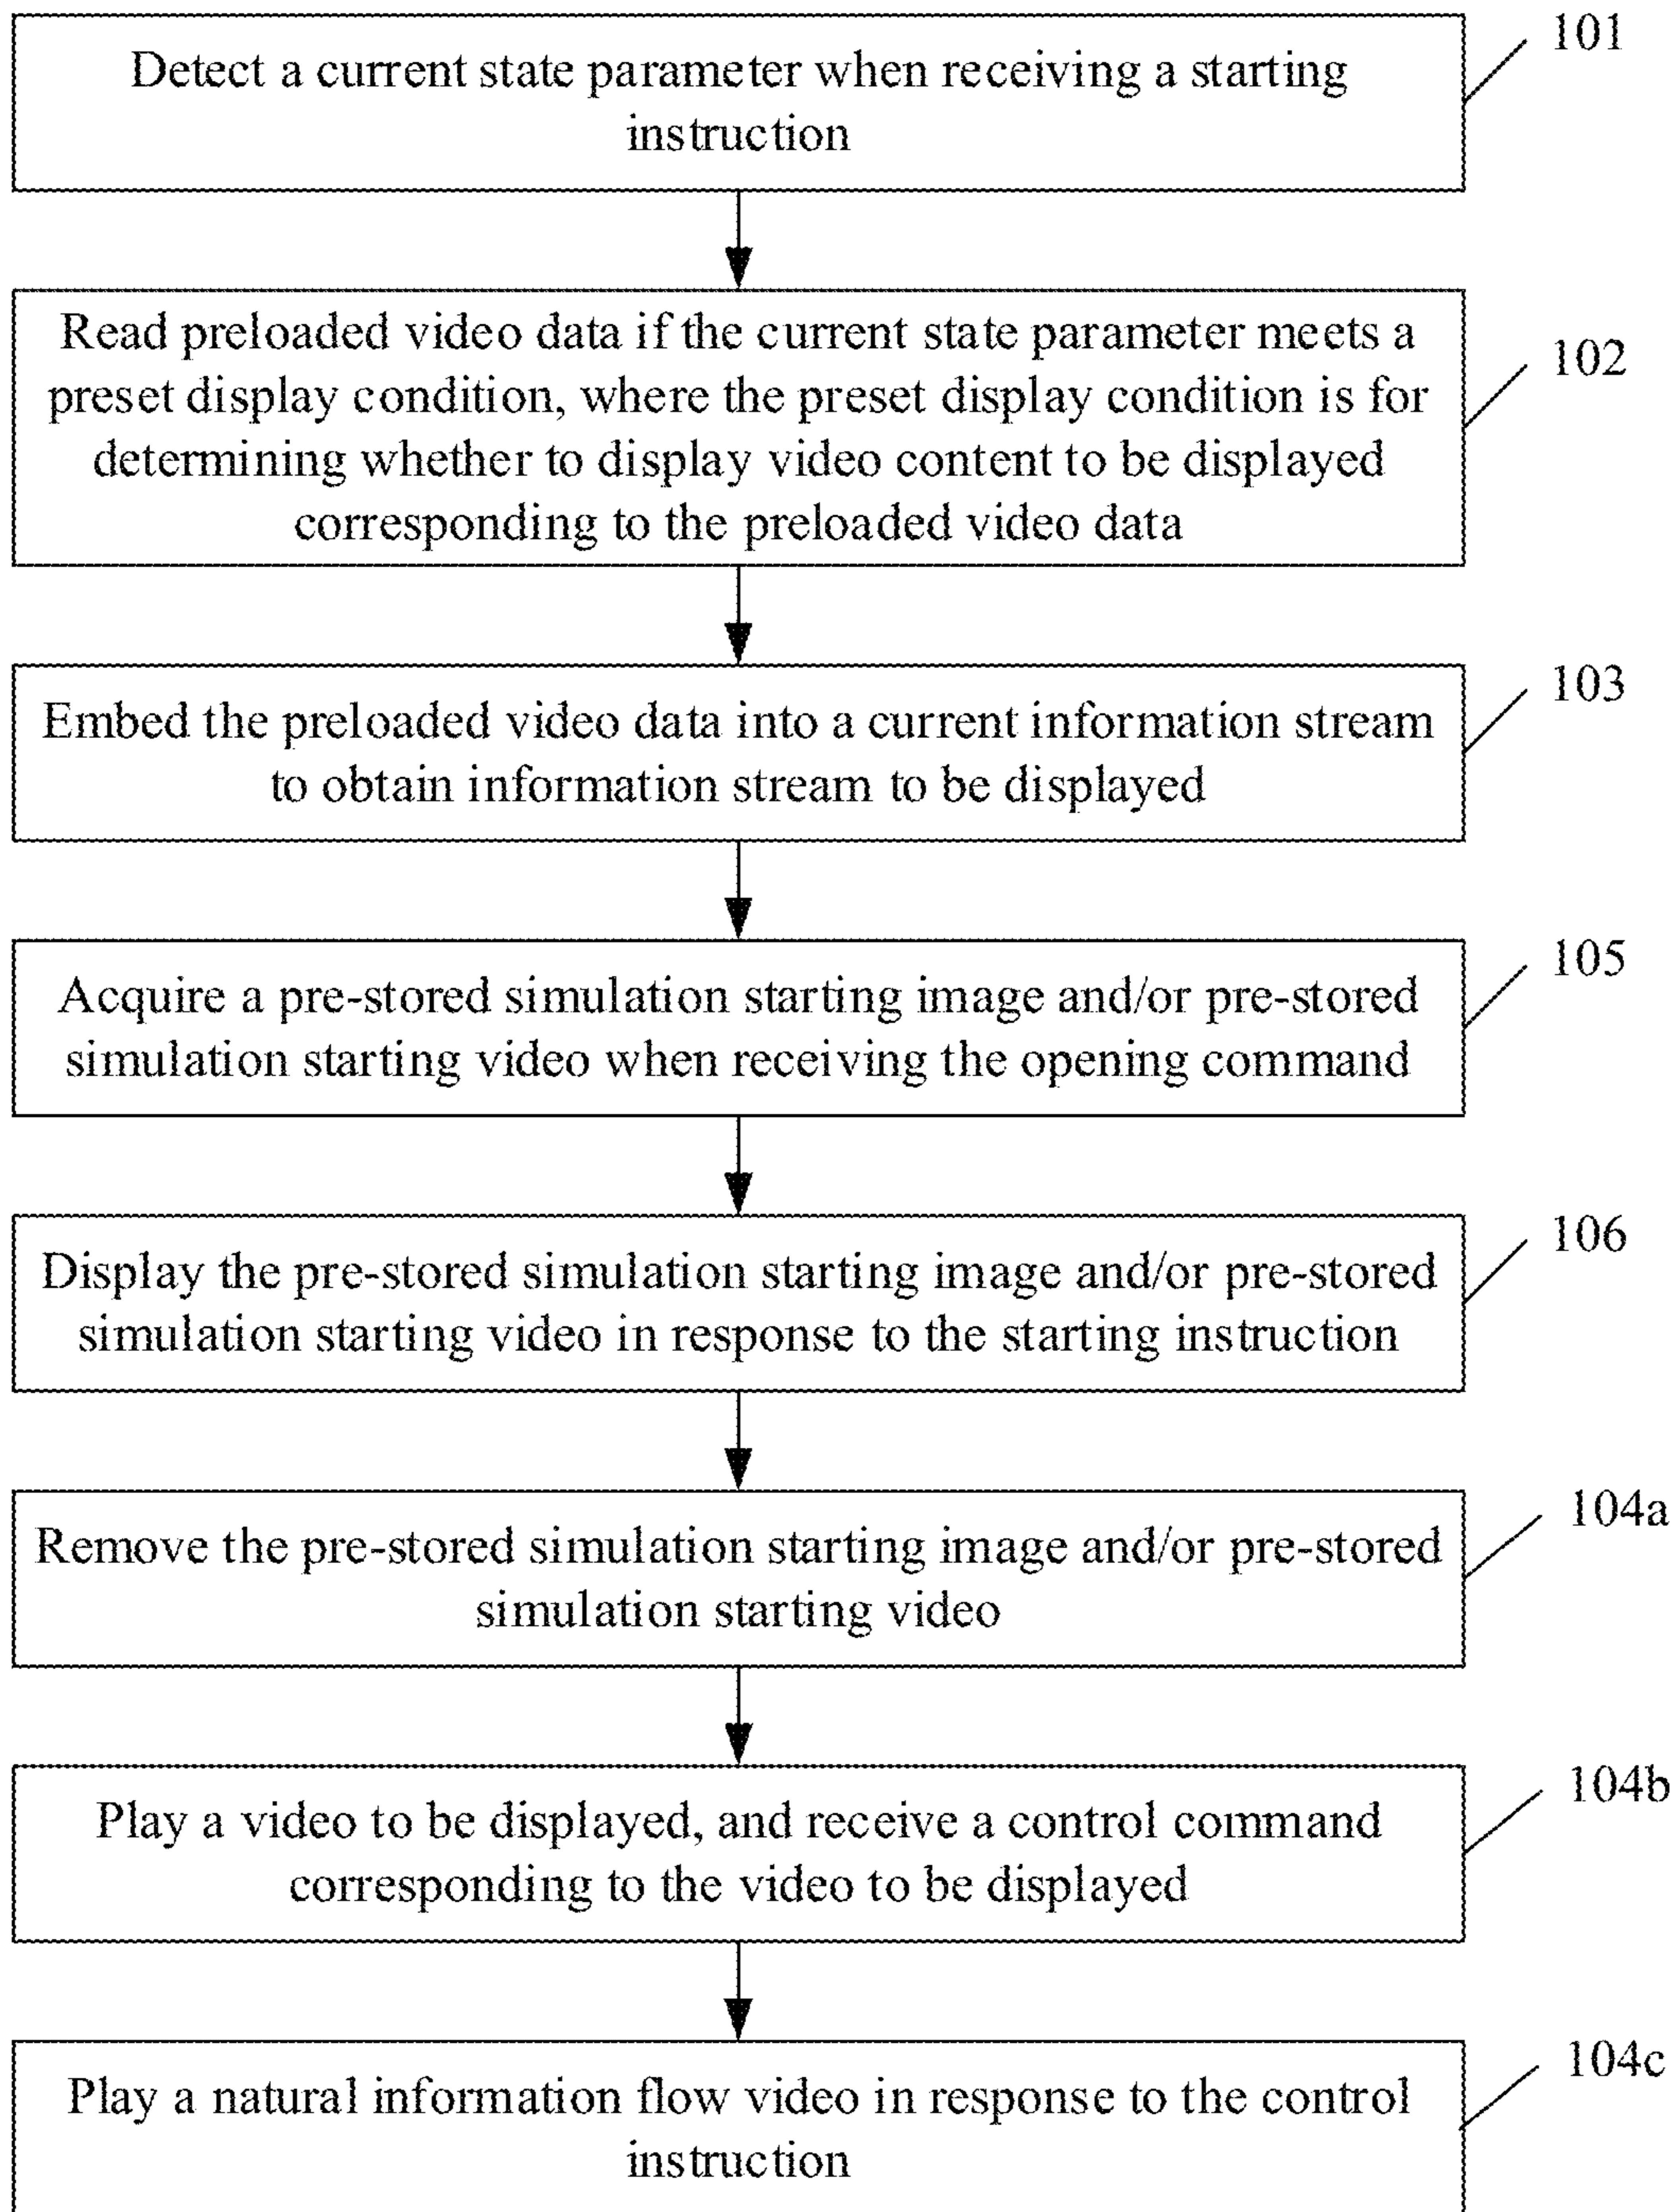 101
Detect a current state parameter when receiving a starting
instruction
102
Read preloaded video data if the current state parameter meets a
preset display condition, where the preset display condition is for
determining whether to display video content to be displayed
corresponding to the preloaded video data
103
Embed the preloaded video data into a current information stream
to obtain information stream to be displayed
105
Acquire a pre-stored simulation starting image and/or pre-stored
simulation starting video when receiving the opening command
106
Display the pre-stored simulation starting image and/or pre-stored
simulation starting video in response to the starting instruction
104a
Remove the pre-stored simulation starting image and/or pre-stored
simulation starting video
104b
Play a video to be displayed, and receive a control command
corresponding to the video to be displayed
104c
Play a natural information flow video in response to the control
instruction